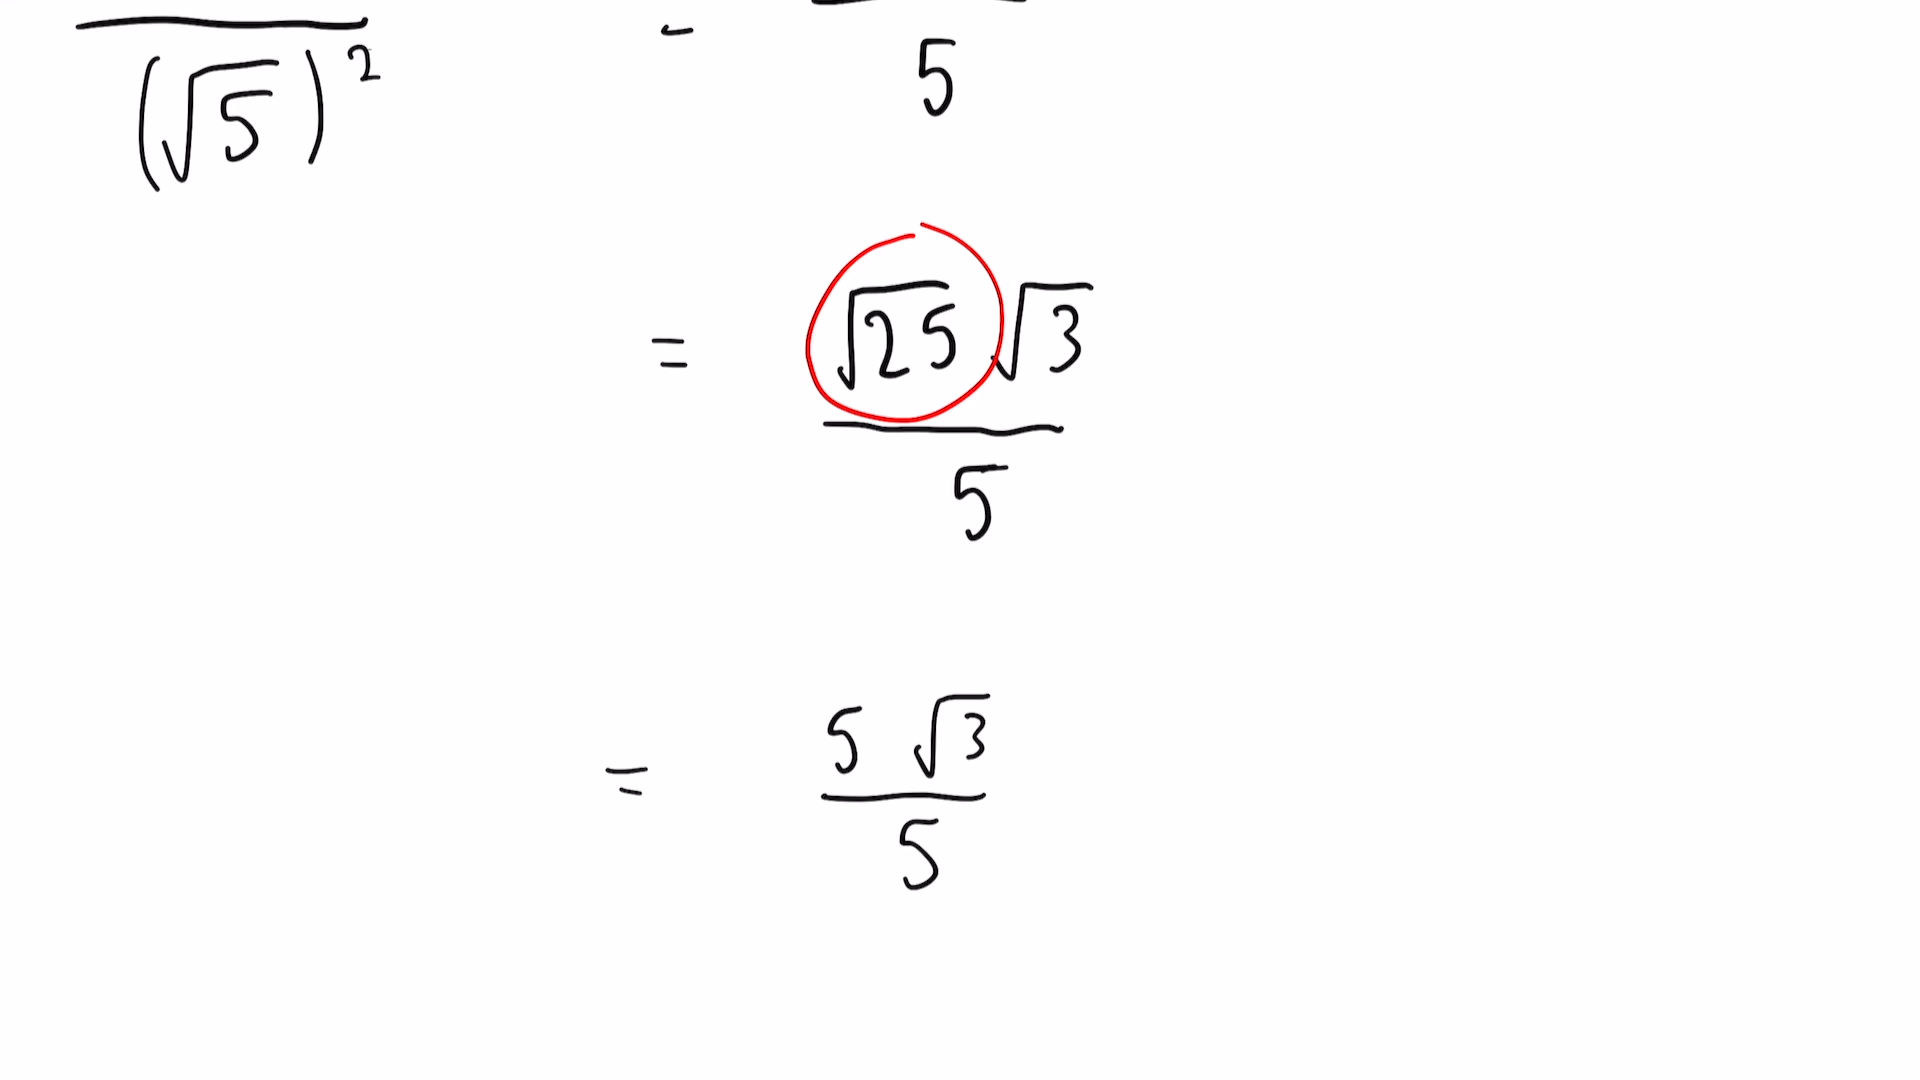 (√5)²
5
= √25 √3
5
= 5 √3
5